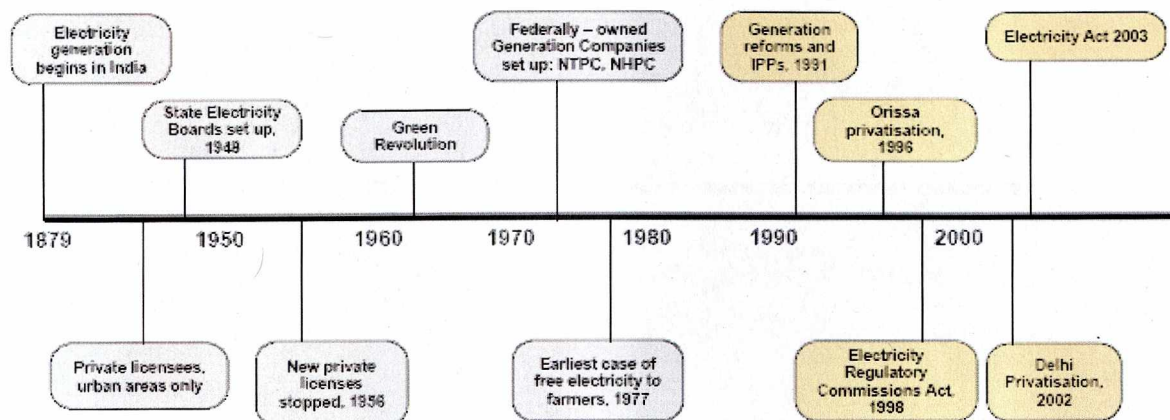 Electricity
generation
begins in India
State Electricity
Boards set up,
1948
Green
Revolution
Federally – owned
Generation Companies
set up: NTPC, NHPC
Generation
reforms and
IPPs, 1991
Orissa
privatisation,
1996
Electricity Act 2003
1879
1950
1960
1970
1980
1990
2000
Private licensees,
urban areas only
New private
licenses
stopped, 1956
Earliest case of
free electricity to
farmers, 1977
Electricity
Regulatory
Commissions Act,
1998
Delhi
Privatisation,
2002